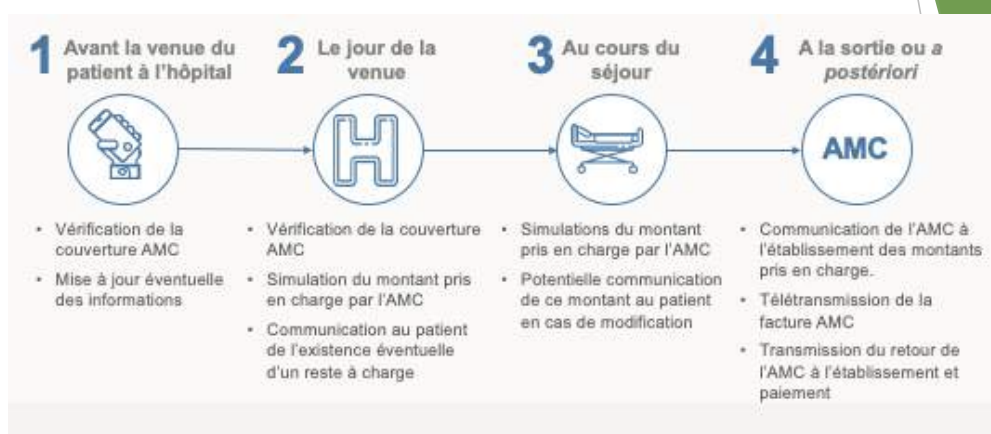 1 Avant la venue du
patient à l'hôpital
2 Le jour de la
venue
3 Au cours du
séjour
4 A la sortie ou a
postériori
H
AMC
• Vérification de la
couverture AMC
• Mise à jour éventuelle
des informations
• Vérification de la couverture
AMC
• Simulation du montant pris
en charge par l'AMC
• Communication au patient
de l'existence éventuelle
d'un reste à charge
• Simulations du montant
pris en charge par l'AMC
• Potentielle communication
de ce montant au patient
en cas de modification
• Communication de l'AMC à
l'établissement des montants
pris en charge.
• Télétransmission de la
facture AMC
• Transmission du retour de
l'AMC à l'établissement et
paiement